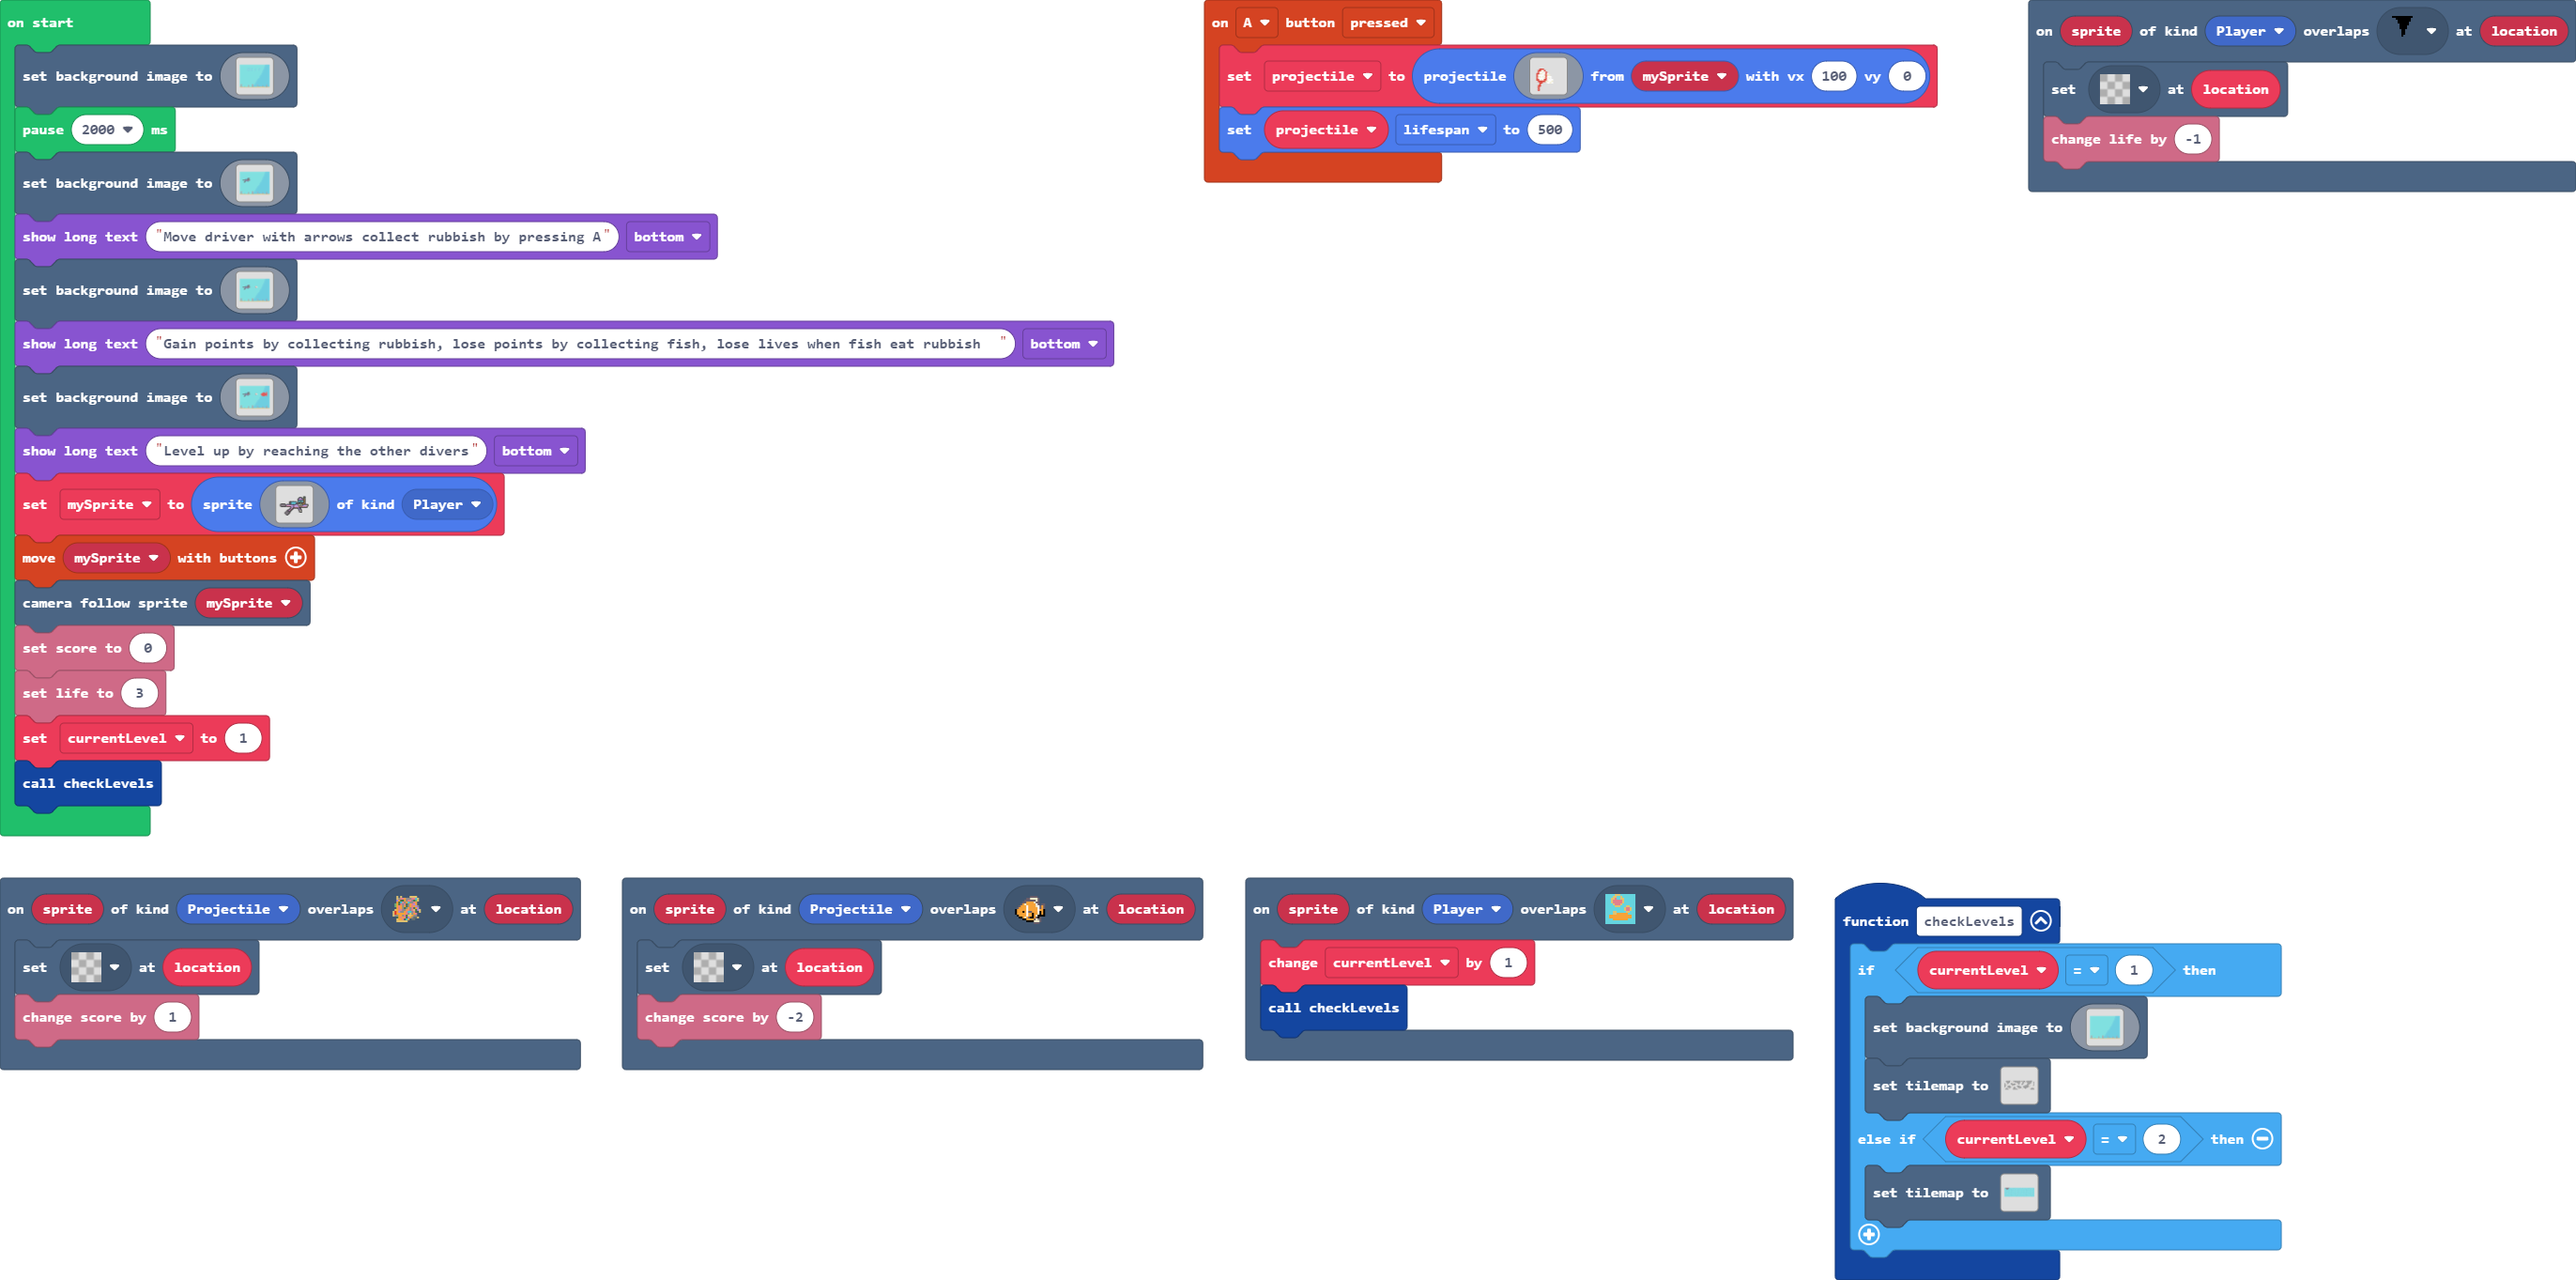 on start
set background image to
pause 2000 ms
set background image to
show long text "Move driver with arrows collect rubbish by pressing A" bottom
set background image to
show long text "Gain points by collecting rubbish, lose points by collecting fish, lose lives when fish eat rubbish " bottom
set background image to
show long text "Level up by reaching the other divers" bottom
set mySprite to sprite of kind Player
move mySprite with buttons
camera follow sprite mySprite
set score to 0
set life to 3
set currentLevel to 1
call checkLevels
on A button pressed
set projectile to projectile from mySprite with vx 100 vy 0
set projectile lifespan to 500
on sprite of kind Player overlaps at location
set at location
change life by -1
on sprite of kind Projectile overlaps at location
set at location
change score by 1
on sprite of kind Projectile overlaps at location
set at location
change score by -2
on sprite of kind Player overlaps at location
change currentLevel by 1
call checkLevels
function checkLevels
if currentLevel = 1 then
set background image to
set tilemap to
else if currentLevel = 2 then
set tilemap to